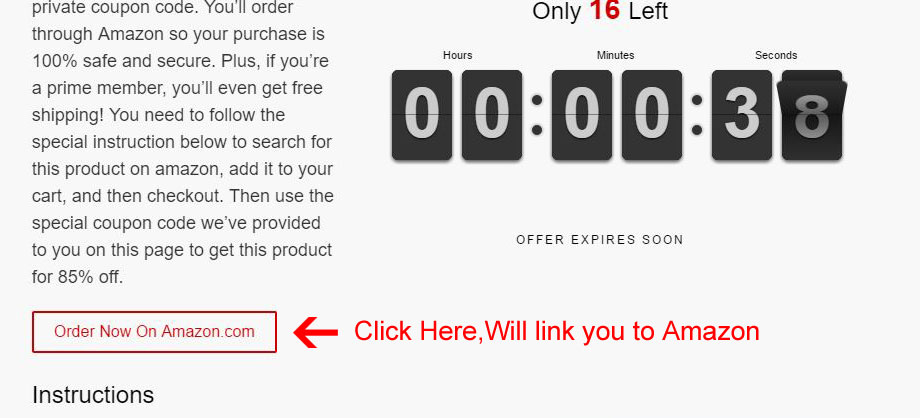 private coupon code. You'll order
through Amazon so your purchase is
100% safe and secure. Plus, if you're
a prime member, you'll even get free
shipping! You need to follow the
special instruction below to search for
this product on amazon, add it to your
cart, and then checkout. Then use the
special coupon code we've provided
to you on this page to get this product
for 85% off.
Only 16 Left
Hours Minutes Seconds
00:00:38
OFFER EXPIRES SOON
Order Now On Amazon.com
Click Here,Will link you to Amazon
Instructions